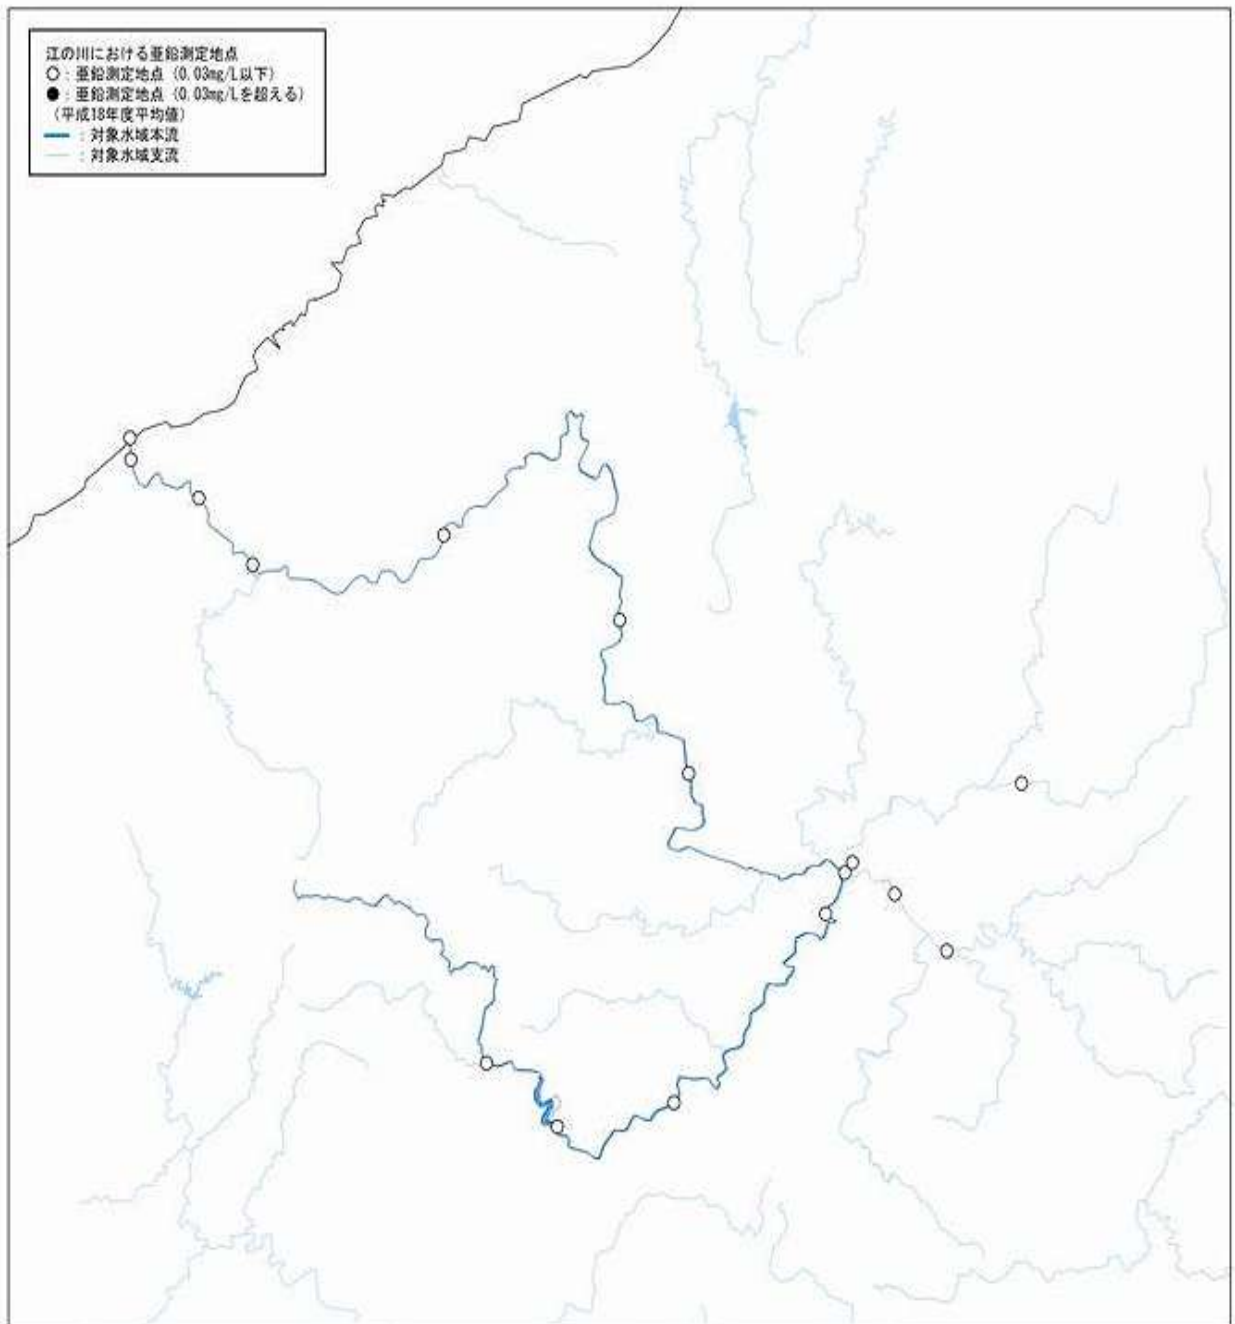 江の川における亜鉛測定地点
○：亜鉛測定地点（0.03mg/L以下）
●：亜鉛測定地点（0.03mg/Lを超える）
（平成18年度平均値）
：対象水域本流
：対象水域支流